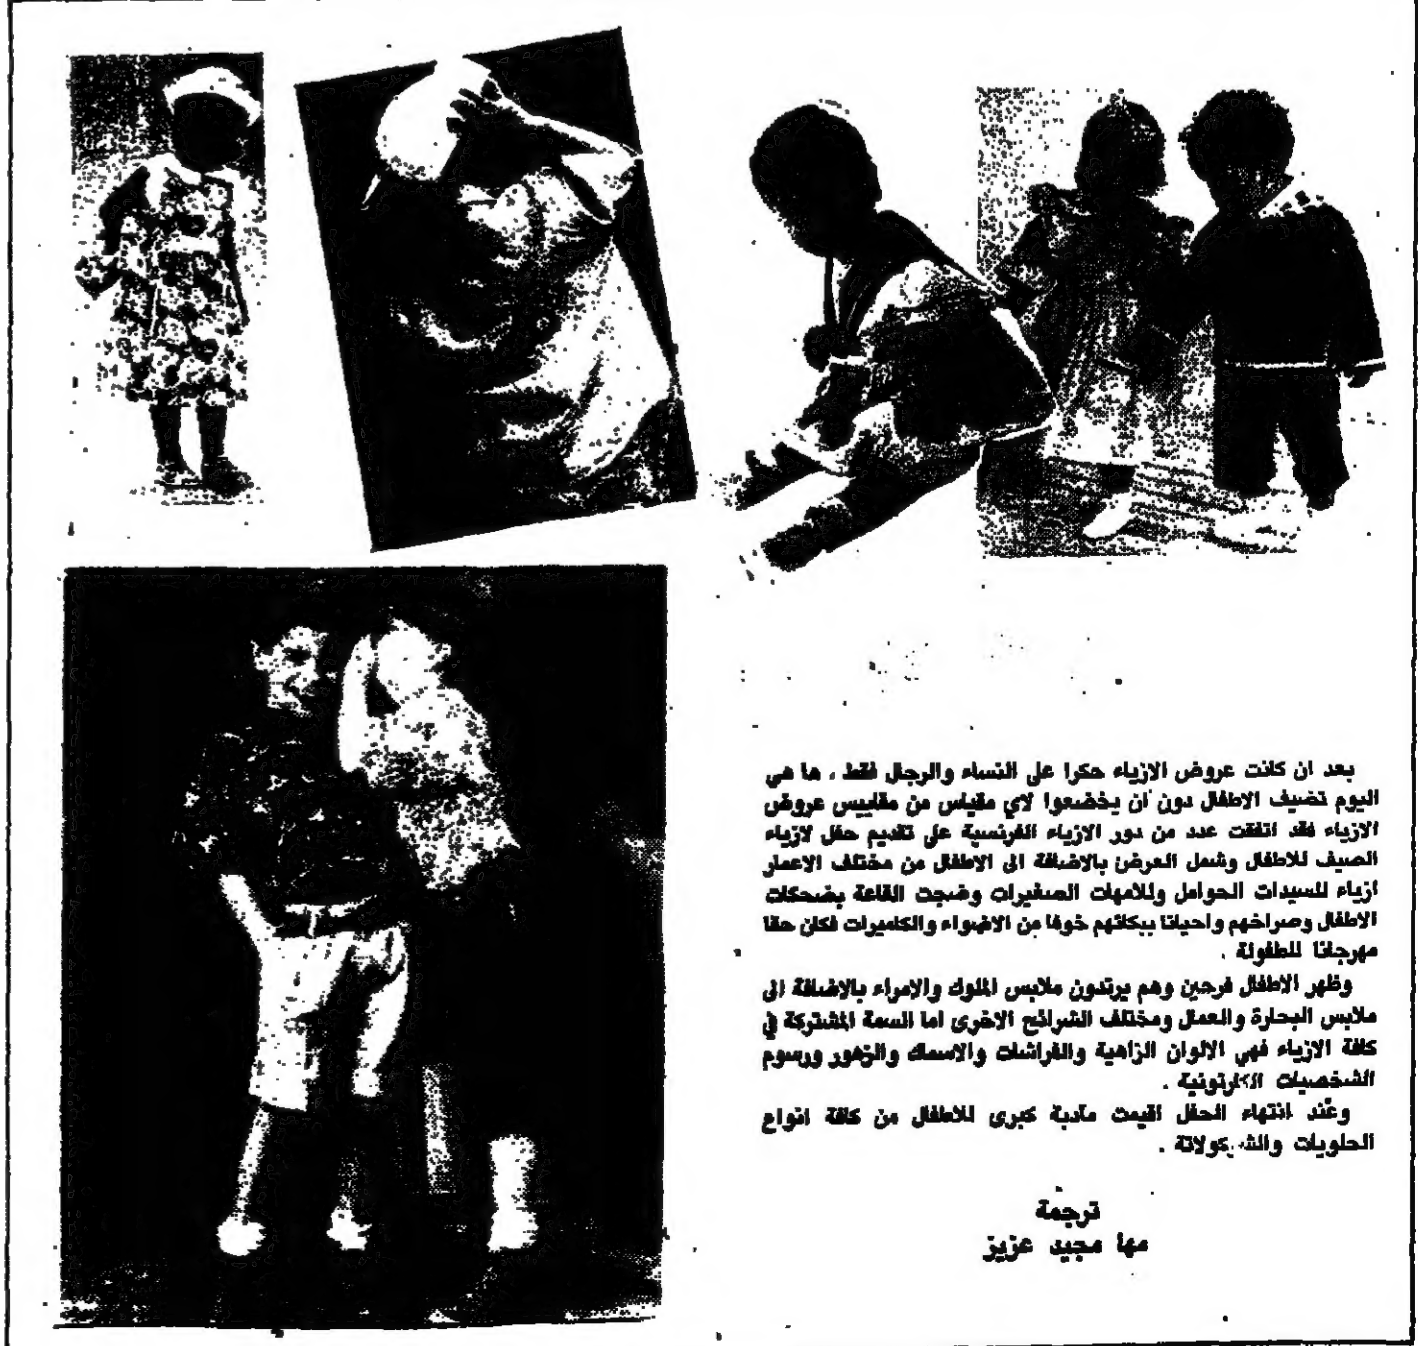 بعد ان كانت عروض الازياء حكرا على النساء والرجال فقط ، ها هي
اليوم تضيف الاطفال دون ان يخضعوا لاي مقياس من مقاييس عروض
الازياء فقد اتفقت عدد من دور الازياء الفرنسية على تقديم حفل لازياء
الصيف للاطفال وشمل العرض بالاضافة الى الاطفال من مختلف الاعمار
ازياء للسيدات الحوامل وللامهات الصغيرات وضجت القاعة بضحكات
الاطفال وصراخهم واحيانا ببكائهم خوفا من الاضواء والكاميرات فكان حقا
مهرجانا للطفولة .
وظهر الاطفال فرحين وهم يرتدون ملابس الملوك والامراء بالاضافة الى
ملابس البحارة والعمال ومختلف الشرائح الاخرى اما السمة المشتركة في
كافة الازياء فهي الالوان الزاهية والفراشات والاسماك والزهور ورسوم
الشخصيات الكارتونية .
وعند انتهاء الحفل اقيمت مادبة كبرى للاطفال من كافة انواع
الحلويات والشيكولاتة .
ترجمة
مها مجيد عزيز